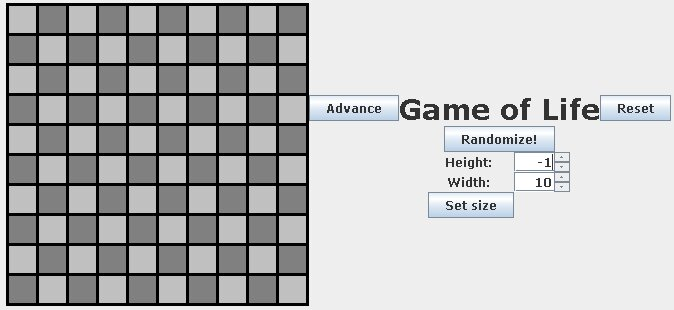 Advance Game of Life Reset
Randomize!
Height: -1
Width: 10
Set size